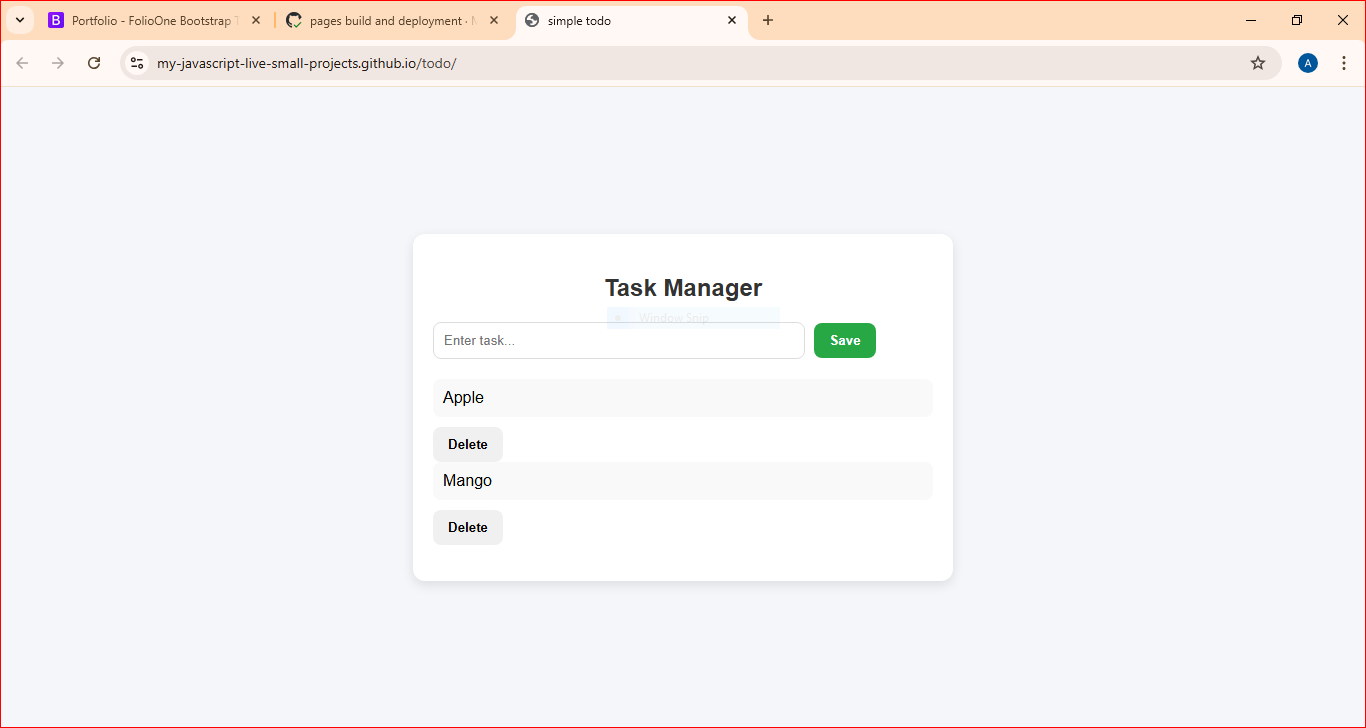 Portfolio - FolioOne Bootstrap
pages build and deployment ·
simple todo
my-javascript-live-small-projects.github.io/todo/
A
Task Manager
Window Snip
Enter task...
Save
Apple
Delete
Mango
Delete